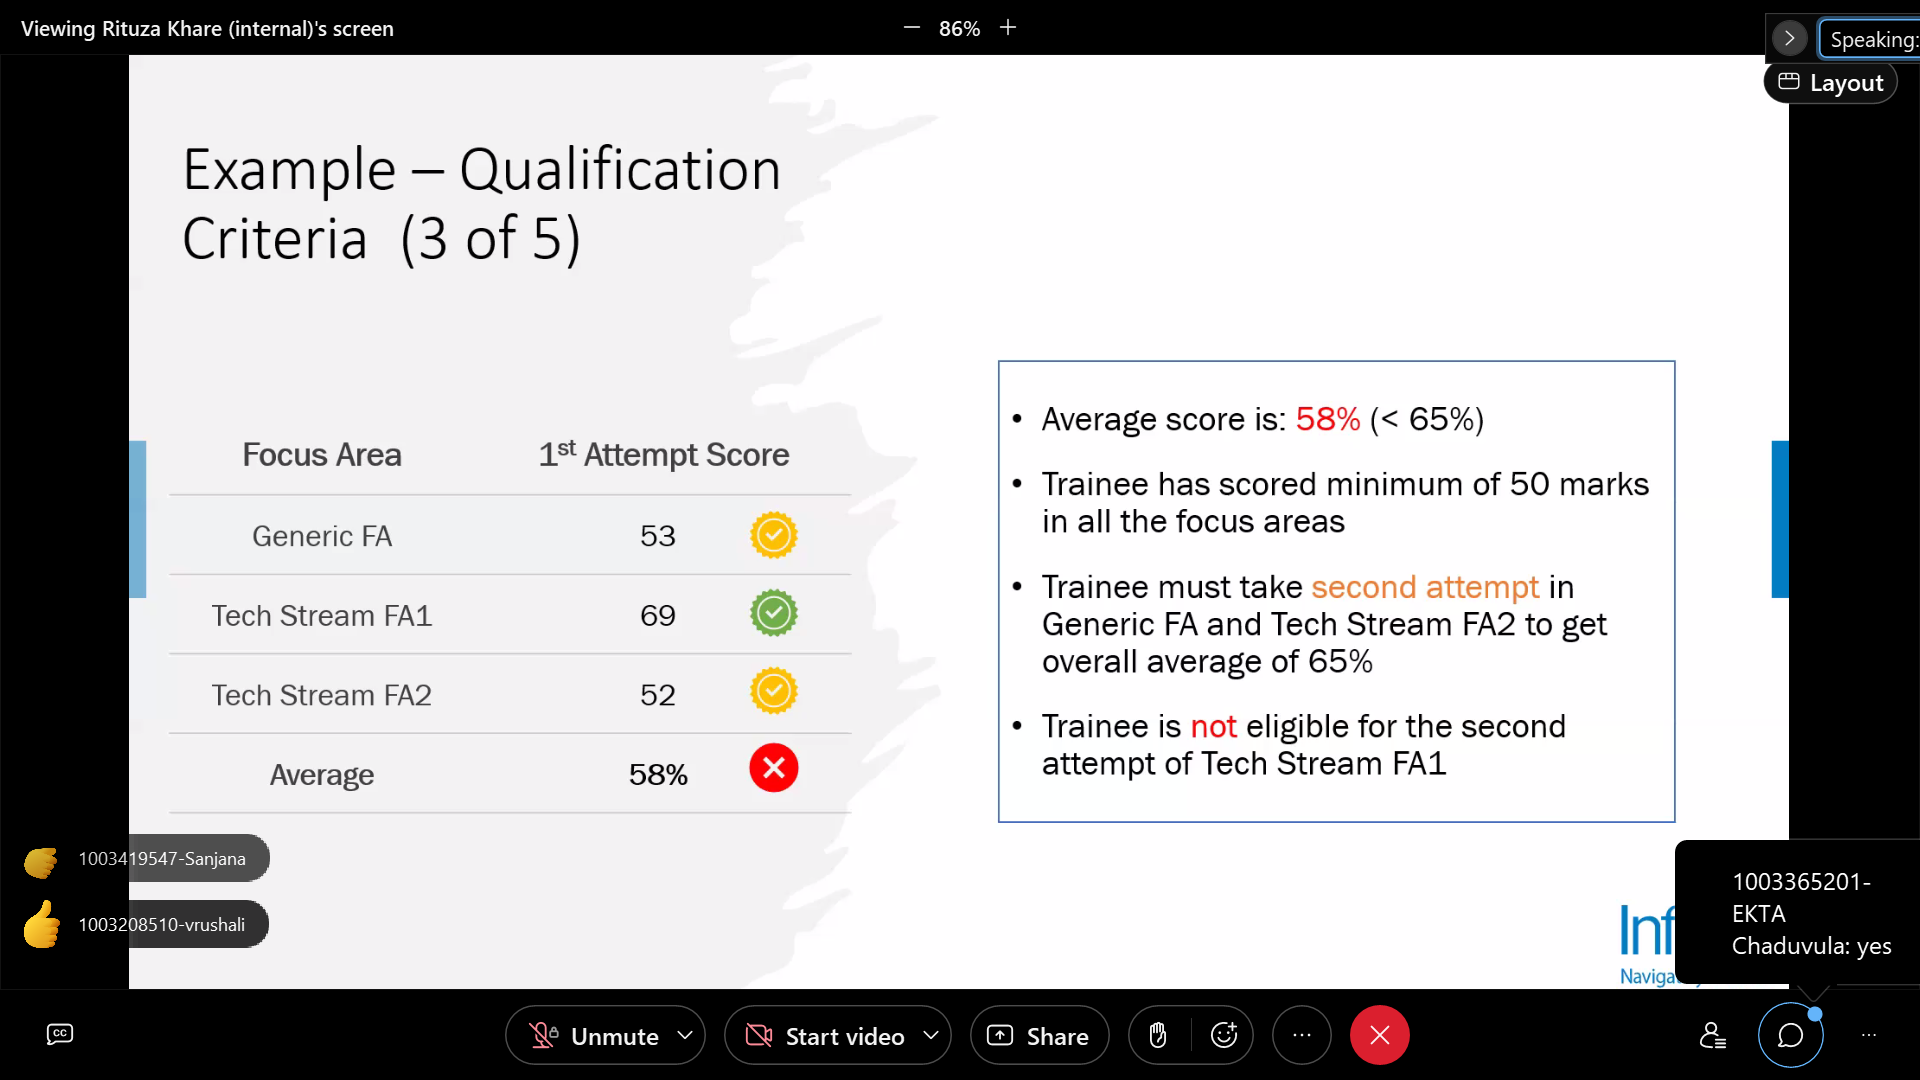 Viewing Rituza Khare (internal)'s screen
86%
Speaking:
Layout
Example – Qualification
Criteria (3 of 5)
Focus Area 1st Attempt Score
Generic FA 53
Tech Stream FA1 69
Tech Stream FA2 52
Average 58%
• Average score is: 58% (< 65%)
• Trainee has scored minimum of 50 marks
in all the focus areas
• Trainee must take second attempt in
Generic FA and Tech Stream FA2 to get
overall average of 65%
• Trainee is not eligible for the second
attempt of Tech Stream FA1
1003419547-Sanjana
1003208510-vrushali
1003365201-
EKTA
Chaduvula: yes
Inf
Naviga
CC
Unmute
Start video
Share